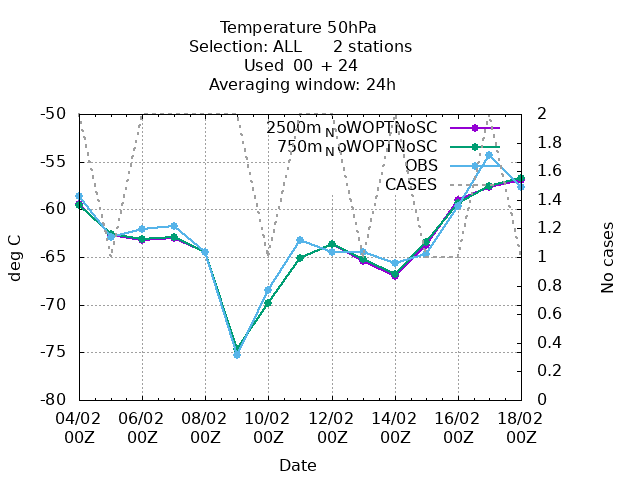 Temperature 50hPa
Selection: ALL 2 stations
Used 00 + 24
Averaging window: 24h
-50 2
2500m NoWOPTNoSC
750m NoWOPTNoSC
OBS
CASES
1.8
-55 1.6
1.4
-60
1.2
-65 1
0.8
-70
0.6
0.4
-75
0.2
-80 0
deg C
No cases
04/02 06/02 08/02 10/02 12/02 14/02 16/02 18/02
00Z 00Z 00Z 00Z 00Z 00Z 00Z 00Z
Date